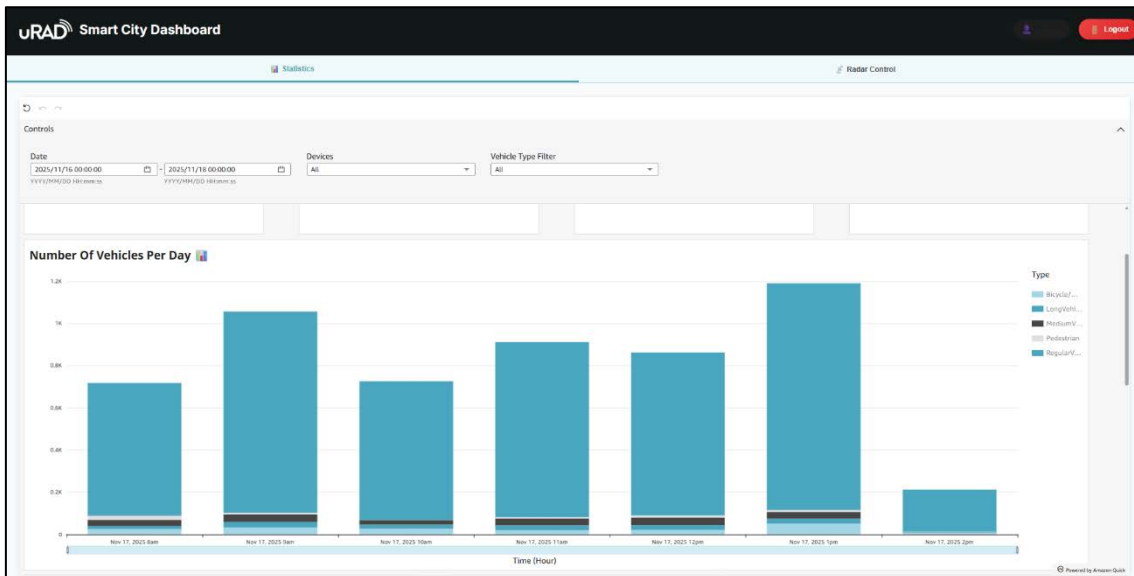 uRAD Smart City Dashboard
Logout
Statistics
Radar Control
Controls
Date
Devices
Vehicle Type Filter
2025/11/16 00:00:00 - 2025/11/18 00:00:00
All
All
YYYY/MM/DD HH:mm:ss
YYYY/MM/DD HH:mm:ss
Number Of Vehicles Per Day
Type
Bicycle/...
LongVehi...
MediumV...
Pedestrian
RegularV...
1.2K
1K
0.8K
0.6K
0.4K
0.2K
0
Nov 17, 2025 8am
Nov 17, 2025 9am
Nov 17, 2025 10am
Nov 17, 2025 11am
Nov 17, 2025 12pm
Nov 17, 2025 1pm
Nov 17, 2025 2pm
Time (Hour)
Powered by Amazon Quick